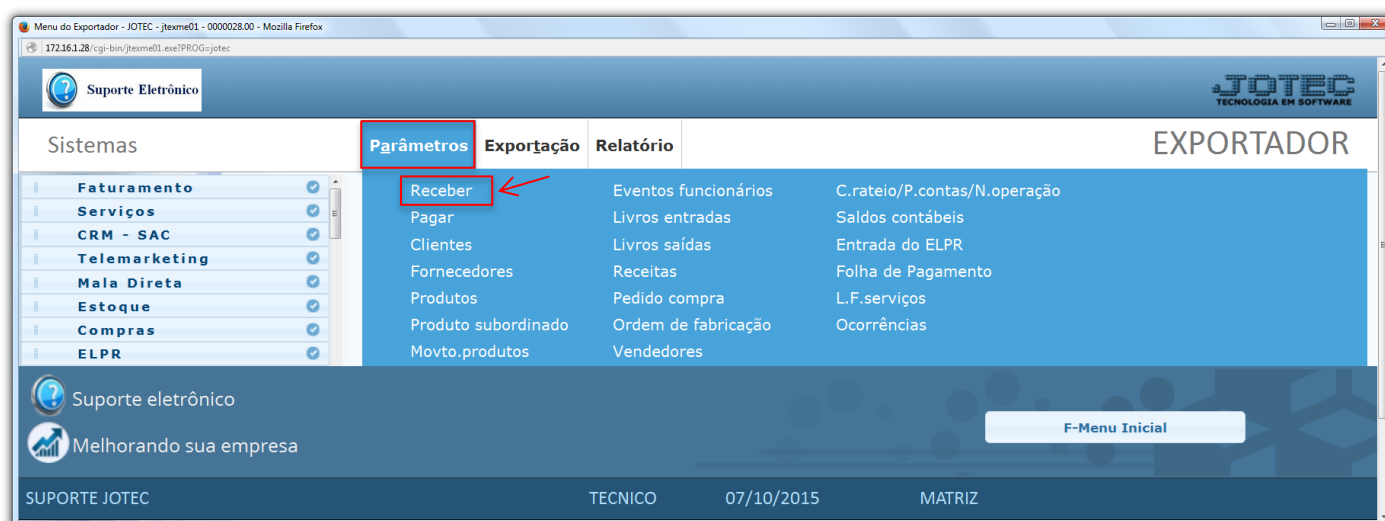 Menu do Exportador - JOTEC - jtexme01 - 0000028.00 - Mozilla Firefox
172.16.1.28/cgi-bin/jtexme01.exe?PROG=jotec
Suporte Eletrônico
JOTEC
TECNOLOGIA EM SOFTWARE
Sistemas
Parâmetros Exportação Relatório
EXPORTADOR
Faturamento
Serviços
CRM - SAC
Telemarketing
Mala Direta
Estoque
Compras
ELPR
Receber
Pagar
Clientes
Fornecedores
Produtos
Produto subordinado
Movto.produtos
Eventos funcionários
Livros entradas
Livros saídas
Receitas
Pedido compra
Ordem de fabricação
Vendedores
C.rateio/P.contas/N.operação
Saldos contábeis
Entrada do ELPR
Folha de Pagamento
L.F.serviços
Ocorrências
Suporte eletrônico
Melhorando sua empresa
F-Menu Inicial
SUPORTE JOTEC TECNICO 07/10/2015 MATRIZ